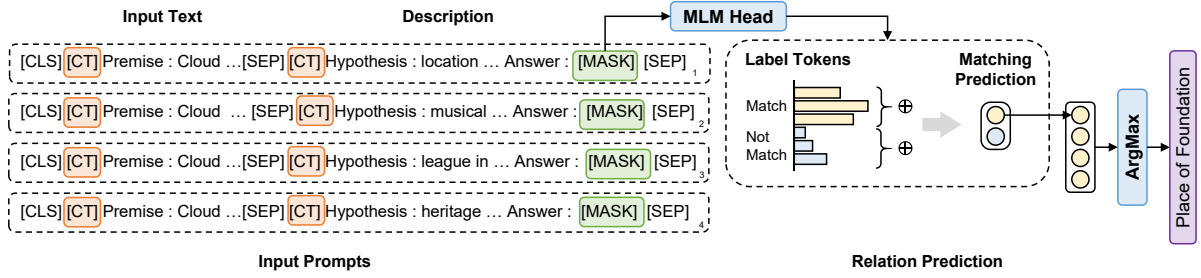 Input Text
Description
MLM Head
[CLS] [CT] Premise : Cloud ...[SEP] [CT] Hypothesis : location ... Answer : [MASK] [SEP] 1
[CLS] [CT] Premise : Cloud ... [SEP] [CT] Hypothesis : musical ... Answer : [MASK] [SEP] 2
[CLS] [CT] Premise : Cloud ...[SEP] [CT] Hypothesis : league in ... Answer : [MASK] [SEP] 3
[CLS] [CT] Premise : Cloud ...[SEP] [CT] Hypothesis : heritage ... Answer : [MASK] [SEP] 4
Input Prompts
Label Tokens
Match
Not
Match
Matching
Prediction
ArgMax
Place of Foundation
Relation Prediction